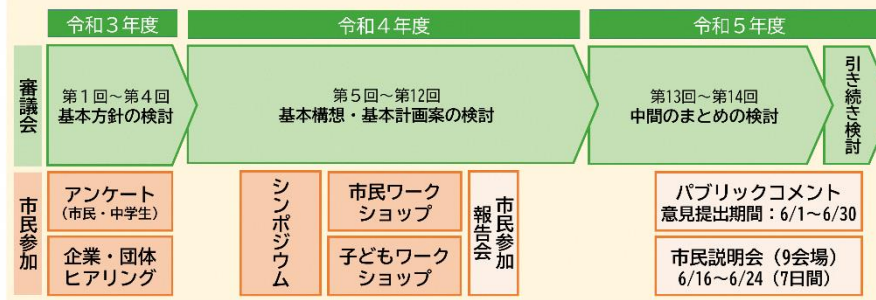 令和3年度
令和4年度
令和5年度
審議会
第1回～第4回
基本方針の検討
第5回～第12回
基本構想・基本計画案の検討
第13回～第14回
中間のまとめの検討
引き続き検討
市民参加
アンケート
（市民・中学生）
企業・団体
ヒアリング
シンポジウム
市民ワーク
ショップ
子どもワーク
ショップ
市民参加
報告会
パブリックコメント
意見提出期間：6/1～6/30
市民説明会（9会場）
6/16～6/24（7日間）